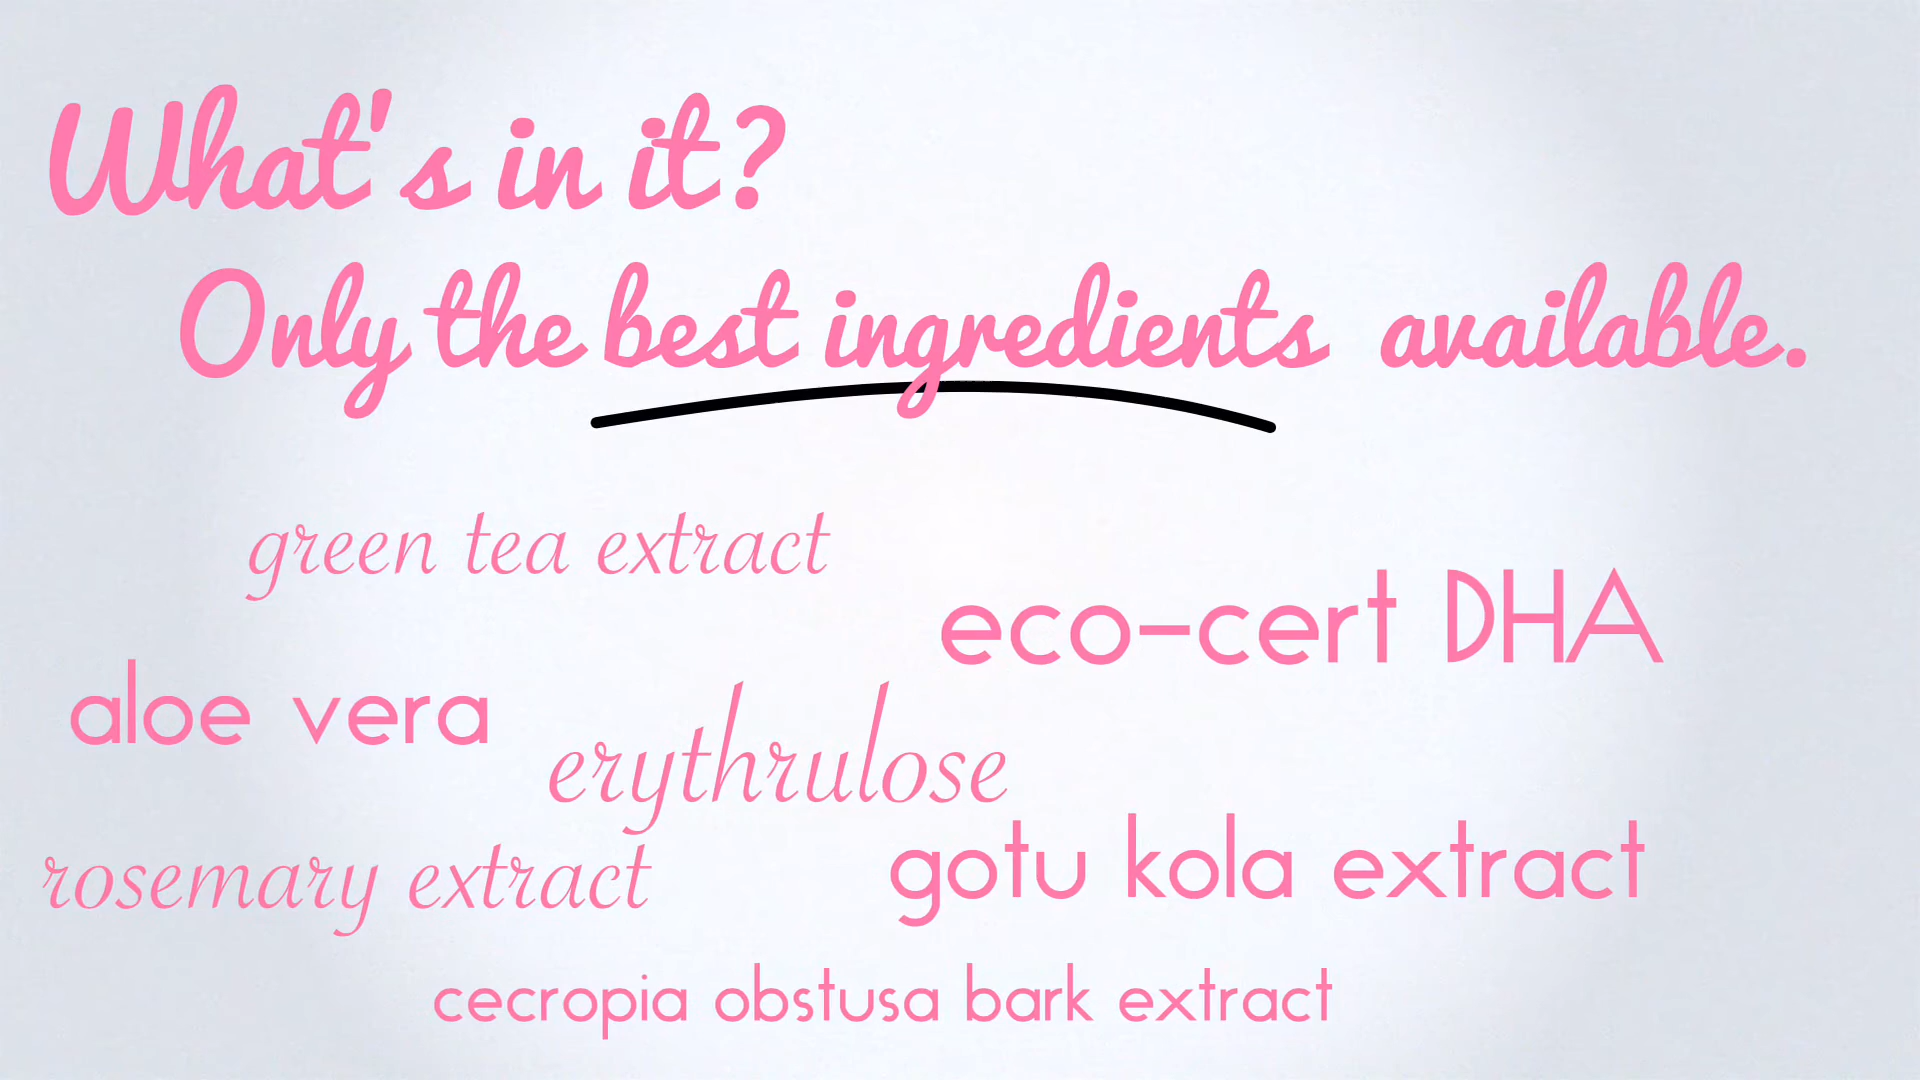 What's in it?
Only the best ingredients available.
green tea extract
eco-cert DHA
aloe vera
erythrulose
rosemary extract
gotu kola extract
cecropia obstusa bark extract